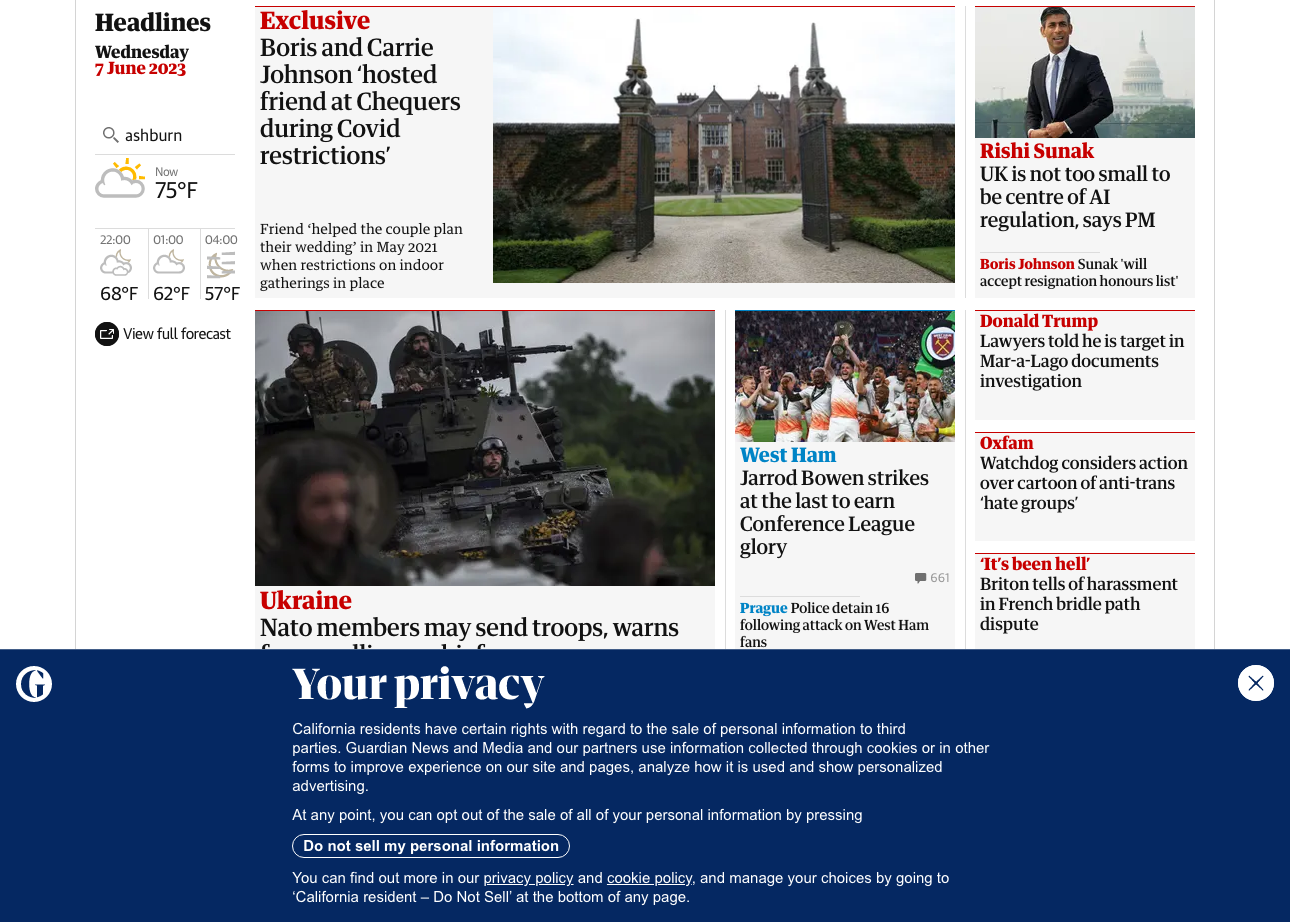 Headlines
Wednesday
7 June 2023
ashburn
Now
75°F
22:00
01:00
04:00
68°F
62°F
57°F
View full forecast
Exclusive
Boris and Carrie
Johnson ‘hosted
friend at Chequers
during Covid
restrictions’
Friend ‘helped the couple plan
their wedding’ in May 2021
when restrictions on indoor
gatherings in place
Rishi Sunak
UK is not too small to
be centre of AI
regulation, says PM
Boris Johnson Sunak 'will
accept resignation honours list'
Ukraine
Nato members may send troops, warns
West Ham
Jarrod Bowen strikes
at the last to earn
Conference League
glory
661
Prague Police detain 16
following attack on West Ham
fans
Donald Trump
Lawyers told he is target in
Mar-a-Lago documents
investigation
Oxfam
Watchdog considers action
over cartoon of anti-trans
‘hate groups’
‘It’s been hell’
Briton tells of harassment
in French bridle path
dispute
Your privacy
California residents have certain rights with regard to the sale of personal information to third
parties. Guardian News and Media and our partners use information collected through cookies or in other
forms to improve experience on our site and pages, analyze how it is used and show personalized
advertising.
At any point, you can opt out of the sale of all of your personal information by pressing
Do not sell my personal information
You can find out more in our privacy policy and cookie policy, and manage your choices by going to
‘California resident – Do Not Sell’ at the bottom of any page.